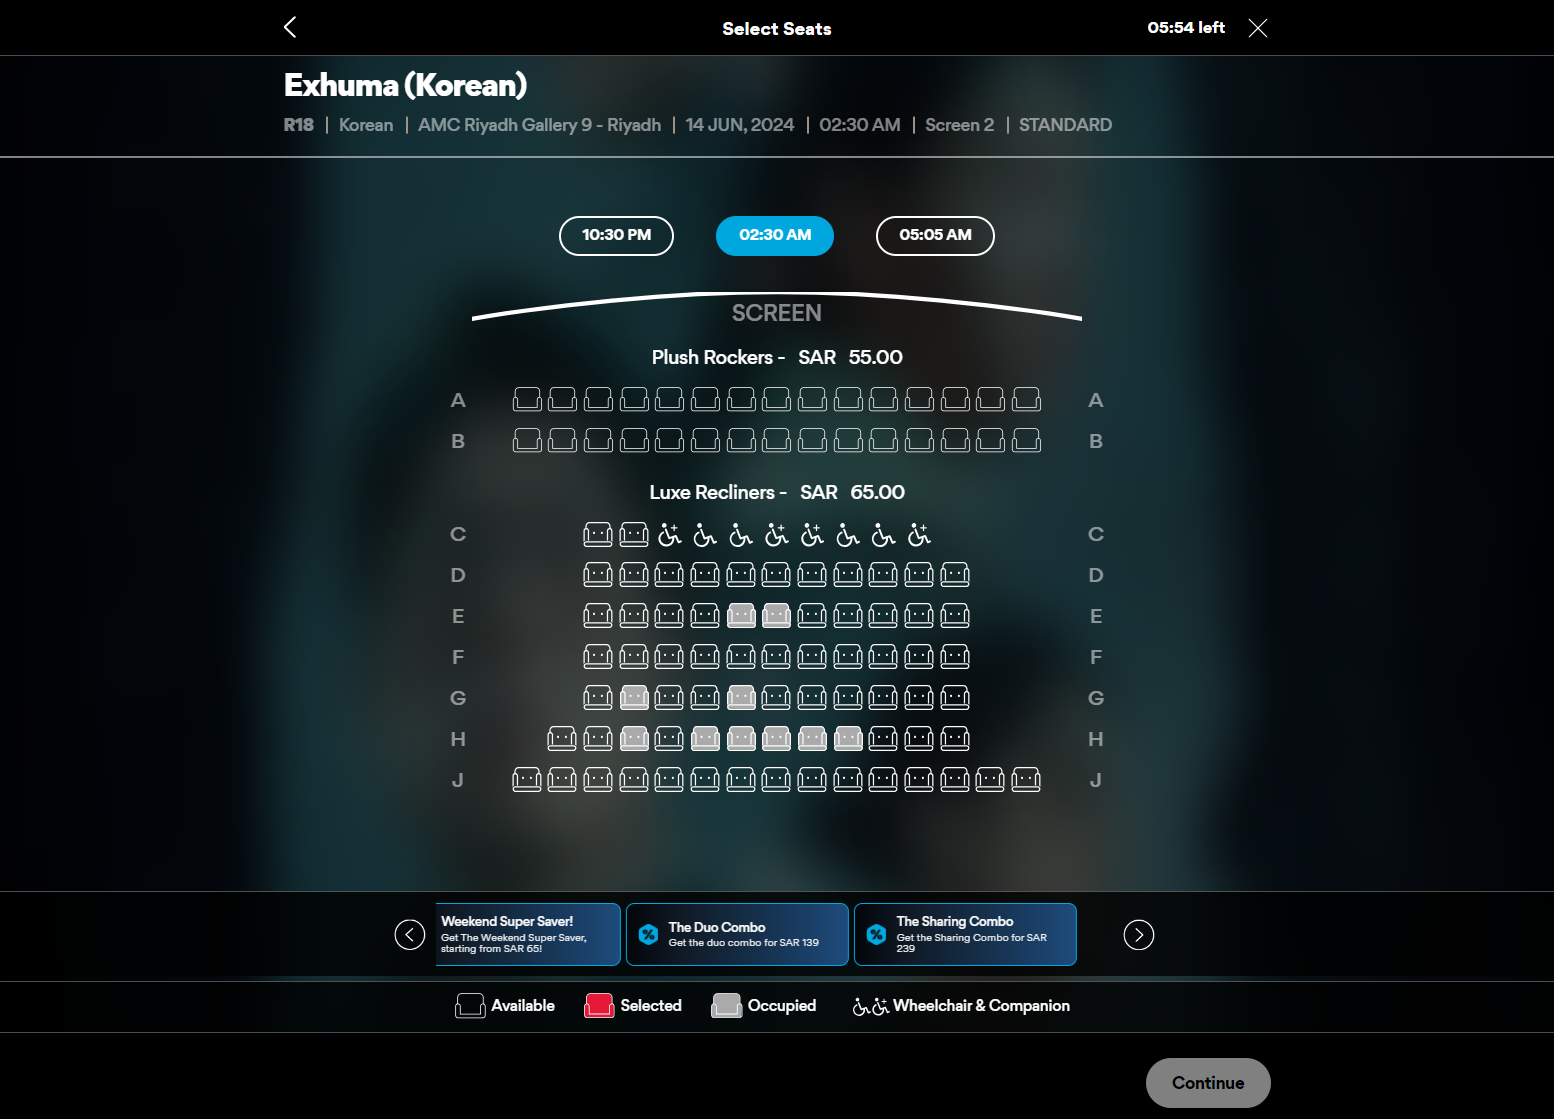 Select Seats
05:54 left
Exhuma (Korean)
R18 | Korean | AMC Riyadh Gallery 9 - Riyadh | 14 JUN, 2024 | 02:30 AM | Screen 2 | STANDARD
10:30 PM
02:30 AM
05:05 AM
SCREEN
Plush Rockers - SAR 55.00
A A
B B
Luxe Recliners - SAR 65.00
C C
D D
E E
F F
G G
H H
J J
Weekend Super Saver!
Get The Weekend Super Saver,
starting from SAR 65!
The Duo Combo
Get the duo combo for SAR 139
The Sharing Combo
Get the Sharing Combo for SAR
239
Available
Selected
Occupied
Wheelchair & Companion
Continue